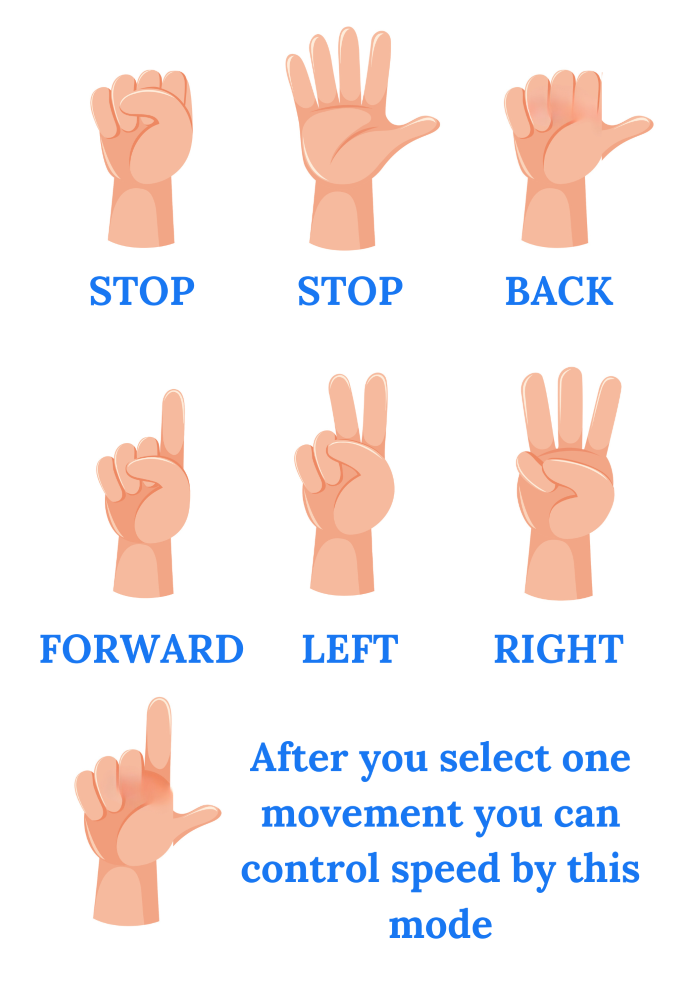 STOP STOP BACK
FORWARD LEFT RIGHT
After you select one
movement you can
control speed by this
mode